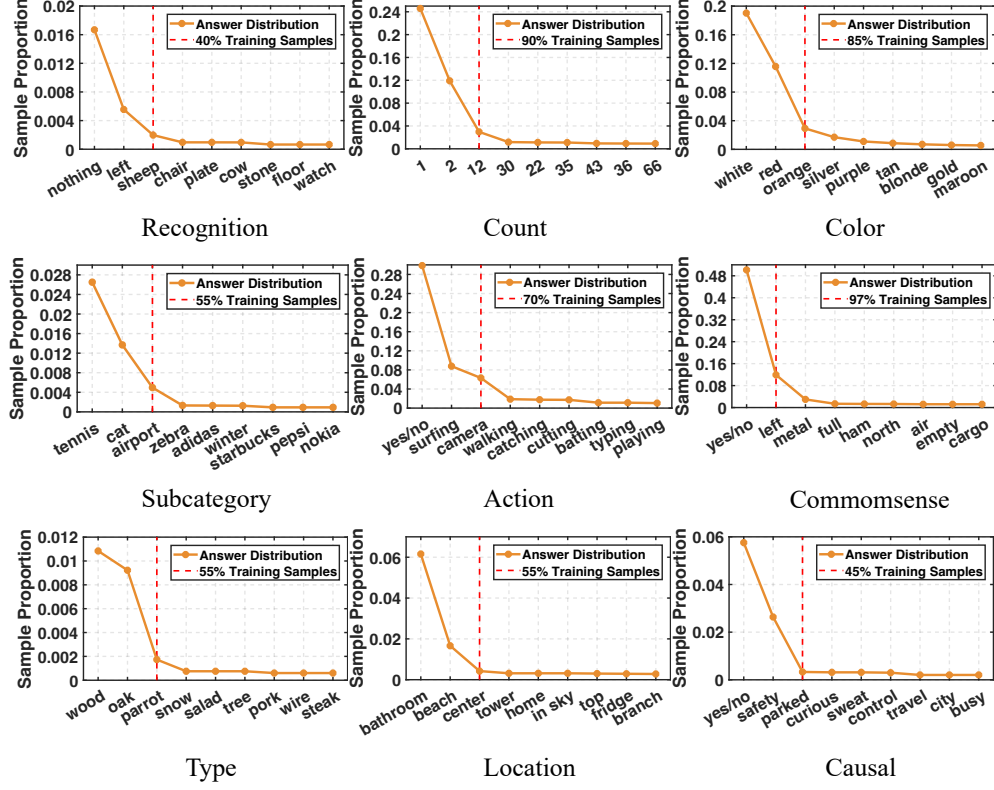 0.02
0.016
0.012
0.008
0.004
0
Sample Proportion
Answer Distribution
40% Training Samples
nothing
left
sheep
chair
plate
cow
stone
floor
watch
Recognition
0.24
0.20
0.16
0.12
0.08
0.04
0
Sample Proportion
Answer Distribution
90% Training Samples
1
2
12
30
22
35
43
36
66
Count
0.2
0.16
0.12
0.08
0.04
0
Sample Proportion
Answer Distribution
85% Training Samples
white
red
orange
silver
purple
tan
blonde
gold
maroon
Color
0.028
0.024
0.02
0.016
0.012
0.008
0.004
0
Sample Proportion
Answer Distribution
55% Training Samples
tennis
cat
airport
zebra
adidas
winter
starbucks
pepsi
nokia
Subcategory
0.28
0.24
0.20
0.16
0.12
0.08
0.04
0
Sample Proportion
Answer Distribution
70% Training Samples
yes/no
surfing
camera
walking
catching
cutting
batting
typing
playing
Action
0.48
0.4
0.32
0.24
0.16
0.08
0
Sample Proportion
Answer Distribution
97% Training Samples
yes/no
left
metal
full
ham
north
air
empty
cargo
Commomsense
0.012
0.01
0.008
0.006
0.004
0.002
0
Sample Proportion
Answer Distribution
55% Training Samples
wood
oak
parrot
snow
salad
tree
pork
wire
steak
Type
0.06
0.04
0.02
0
Sample Proportion
Answer Distribution
55% Training Samples
bathroom
beach
center
tower
home
in sky
top
fridge
branch
Location
0.06
0.04
0.02
0
Sample Proportion
Answer Distribution
45% Training Samples
yes/no
safety
parked
curious
sweat
control
travel
city
busy
Causal